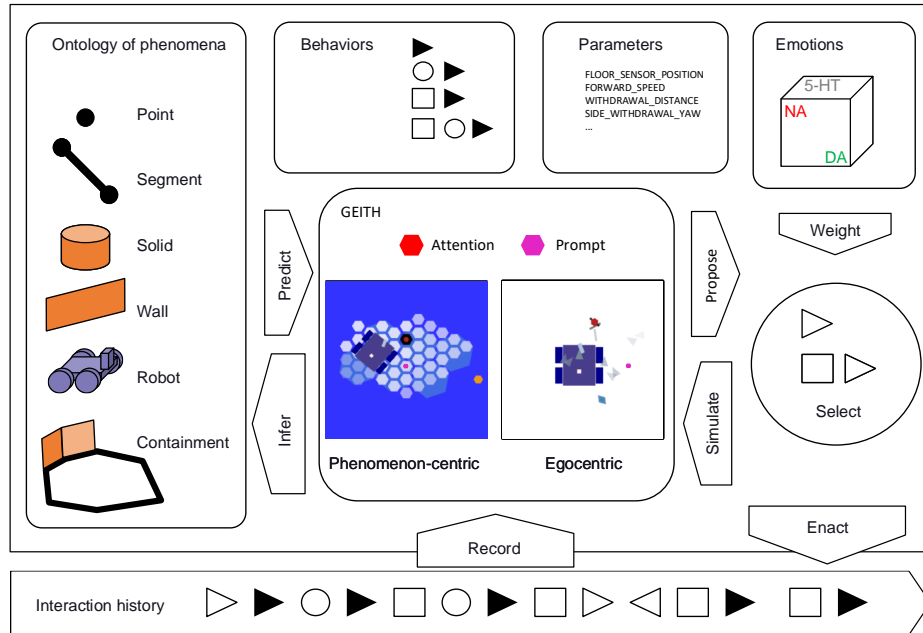 Ontology of phenomena
Point
Segment
Solid
Wall
Robot
Containment
Behaviors
Parameters
FLOOR_SENSOR_POSITION
FORWARD_SPEED
WITHDRAWAL_DISTANCE
SIDE_WITHDRAWAL_YAW
...
Emotions
5-HT
NA
DA
Predict
Infer
GEITH
Attention
Prompt
Phenomenon-centric
Egocentric
Propose
Simulate
Weight
Select
Enact
Record
Interaction history